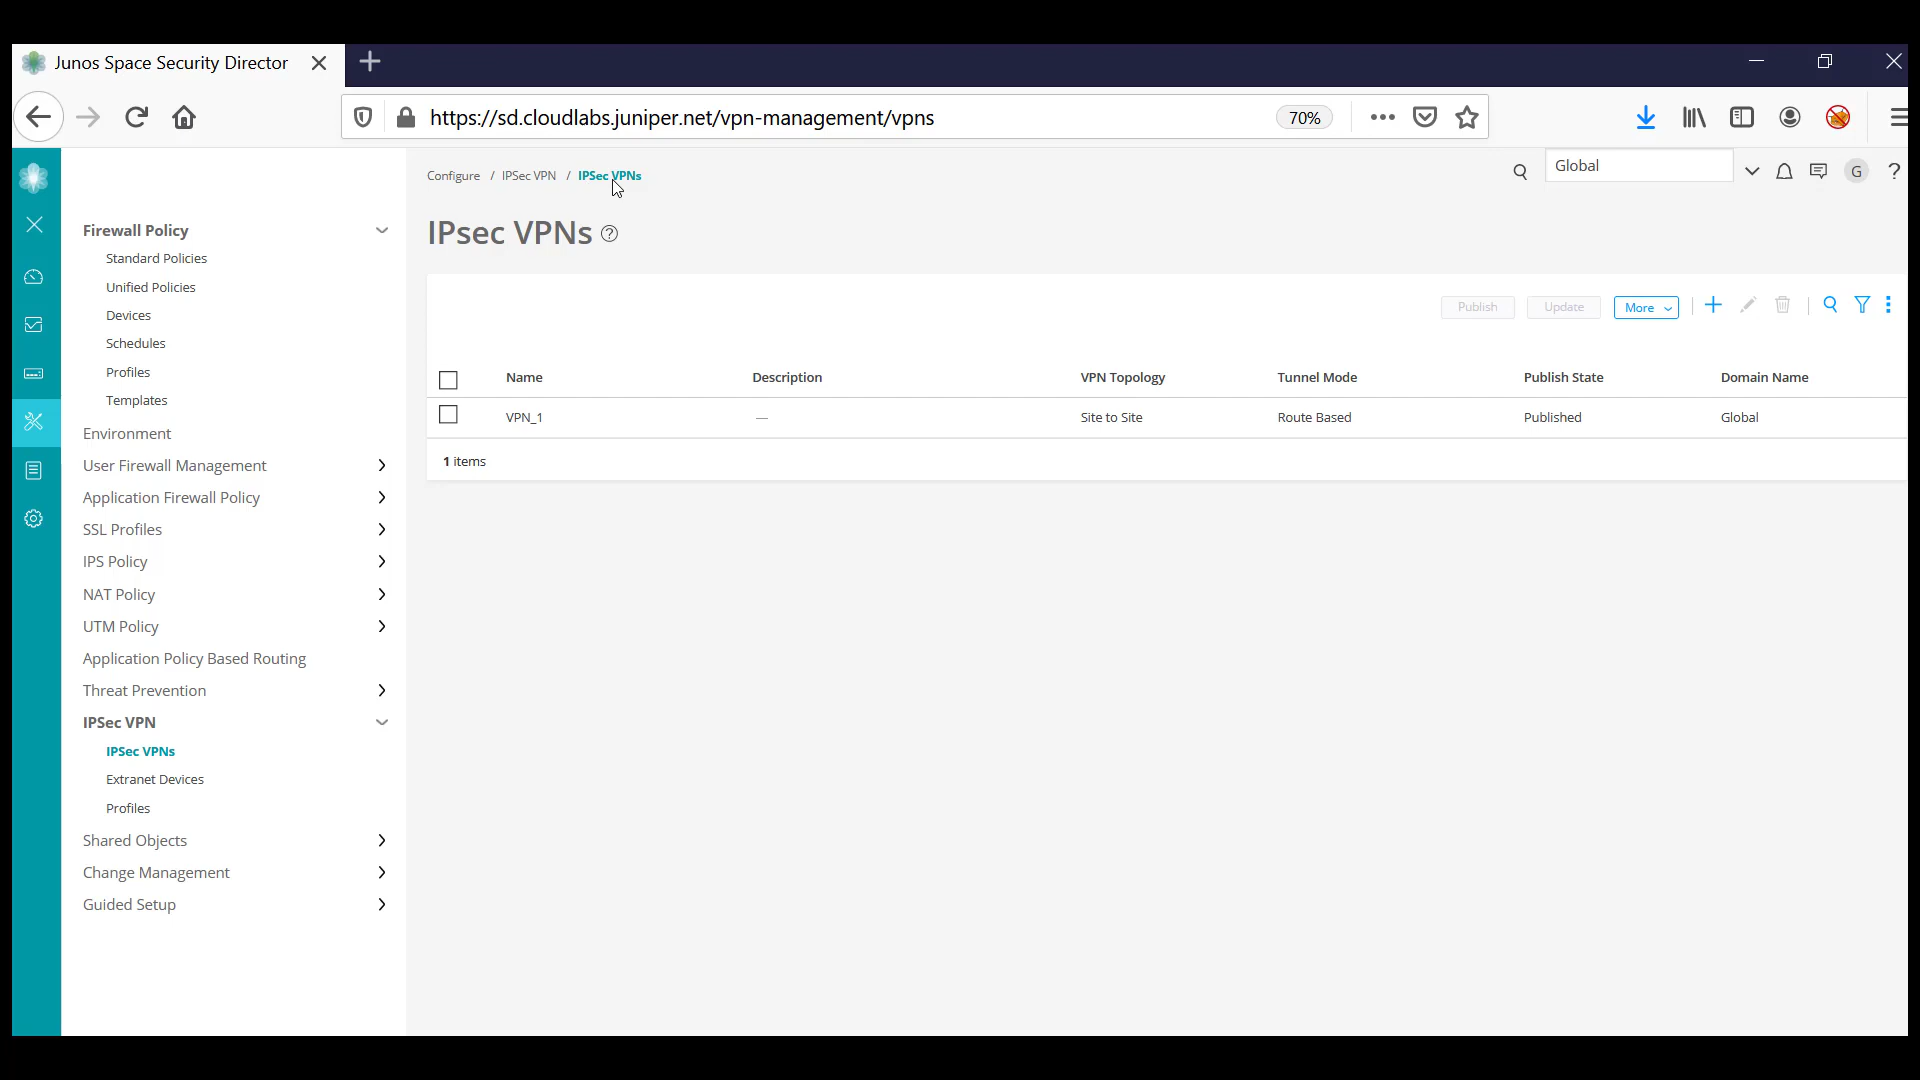 Junos Space Security Director
https://sd.cloudlabs.juniper.net/vpn-management/vpns
70%
Configure / IPSec VPN / IPSec VPNs
Global
G
?
IPsec VPNs ?
Publish
Update
More
Name Description VPN Topology Tunnel Mode Publish State Domain Name
VPN_1 — Site to Site Route Based Published Global
1 items
Firewall Policy
Standard Policies
Unified Policies
Devices
Schedules
Profiles
Templates
Environment
User Firewall Management
Application Firewall Policy
SSL Profiles
IPS Policy
NAT Policy
UTM Policy
Application Policy Based Routing
Threat Prevention
IPSec VPN
IPSec VPNs
Extranet Devices
Profiles
Shared Objects
Change Management
Guided Setup